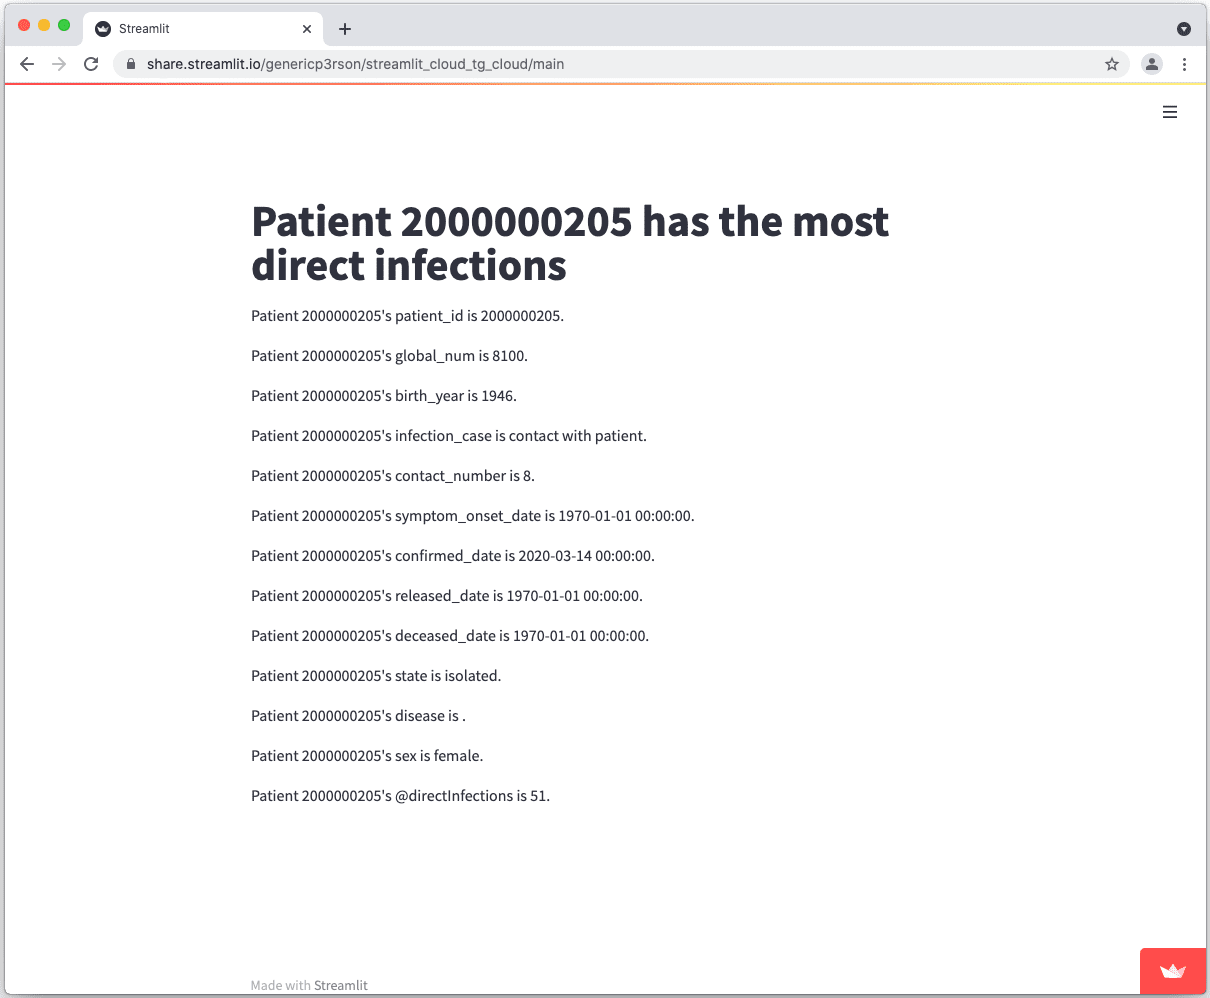 Streamlit
share.streamlit.io/genericp3rson/streamlit_cloud_tg_cloud/main
Patient 2000000205 has the most
direct infections
Patient 2000000205's patient_id is 2000000205.
Patient 2000000205's global_num is 8100.
Patient 2000000205's birth_year is 1946.
Patient 2000000205's infection_case is contact with patient.
Patient 2000000205's contact_number is 8.
Patient 2000000205's symptom_onset_date is 1970-01-01 00:00:00.
Patient 2000000205's confirmed_date is 2020-03-14 00:00:00.
Patient 2000000205's released_date is 1970-01-01 00:00:00.
Patient 2000000205's deceased_date is 1970-01-01 00:00:00.
Patient 2000000205's state is isolated.
Patient 2000000205's disease is .
Patient 2000000205's sex is female.
Patient 2000000205's @directInfections is 51.
Made with Streamlit